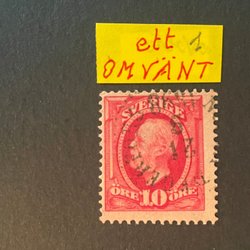 ett 1
OMVÄNT
SVERIGE
ÖRE 10 ÖRE